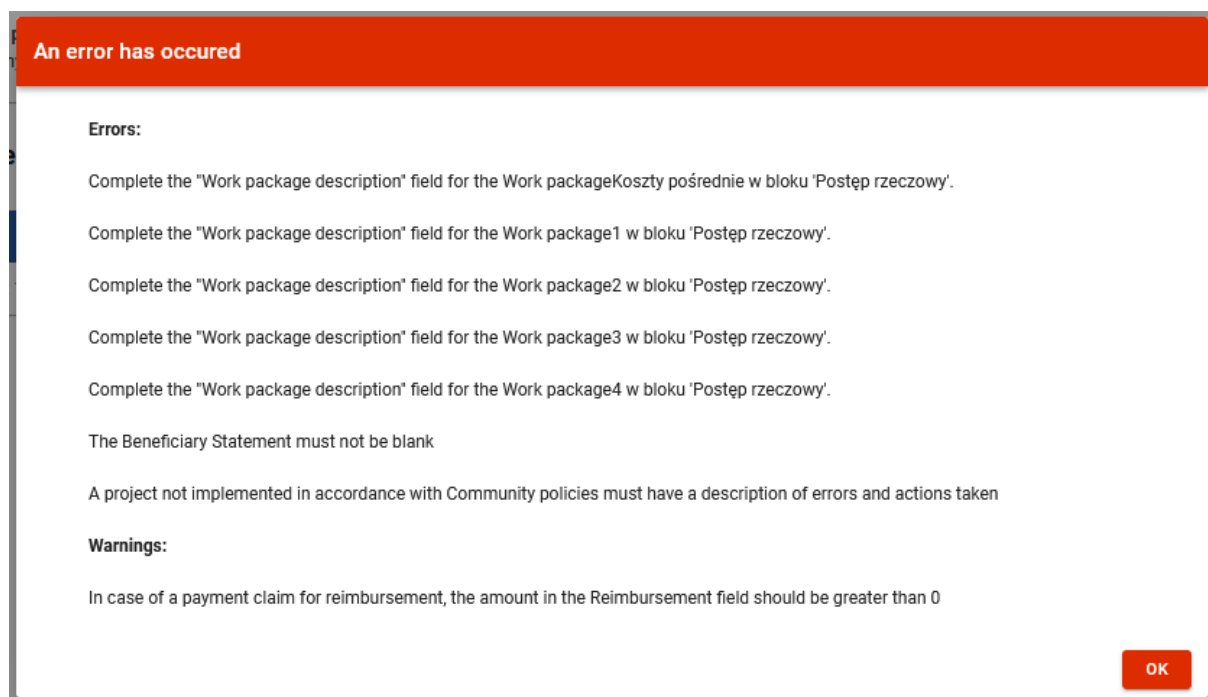 An error has occured
Errors:
Complete the "Work package description" field for the Work packageKoszty pośrednie w bloku 'Postęp rzeczowy'.
Complete the "Work package description" field for the Work package1 w bloku 'Postęp rzeczowy'.
Complete the "Work package description" field for the Work package2 w bloku 'Postęp rzeczowy'.
Complete the "Work package description" field for the Work package3 w bloku 'Postęp rzeczowy'.
Complete the "Work package description" field for the Work package4 w bloku 'Postęp rzeczowy'.
The Beneficiary Statement must not be blank
A project not implemented in accordance with Community policies must have a description of errors and actions taken
Warnings:
In case of a payment claim for reimbursement, the amount in the Reimbursement field should be greater than 0
OK